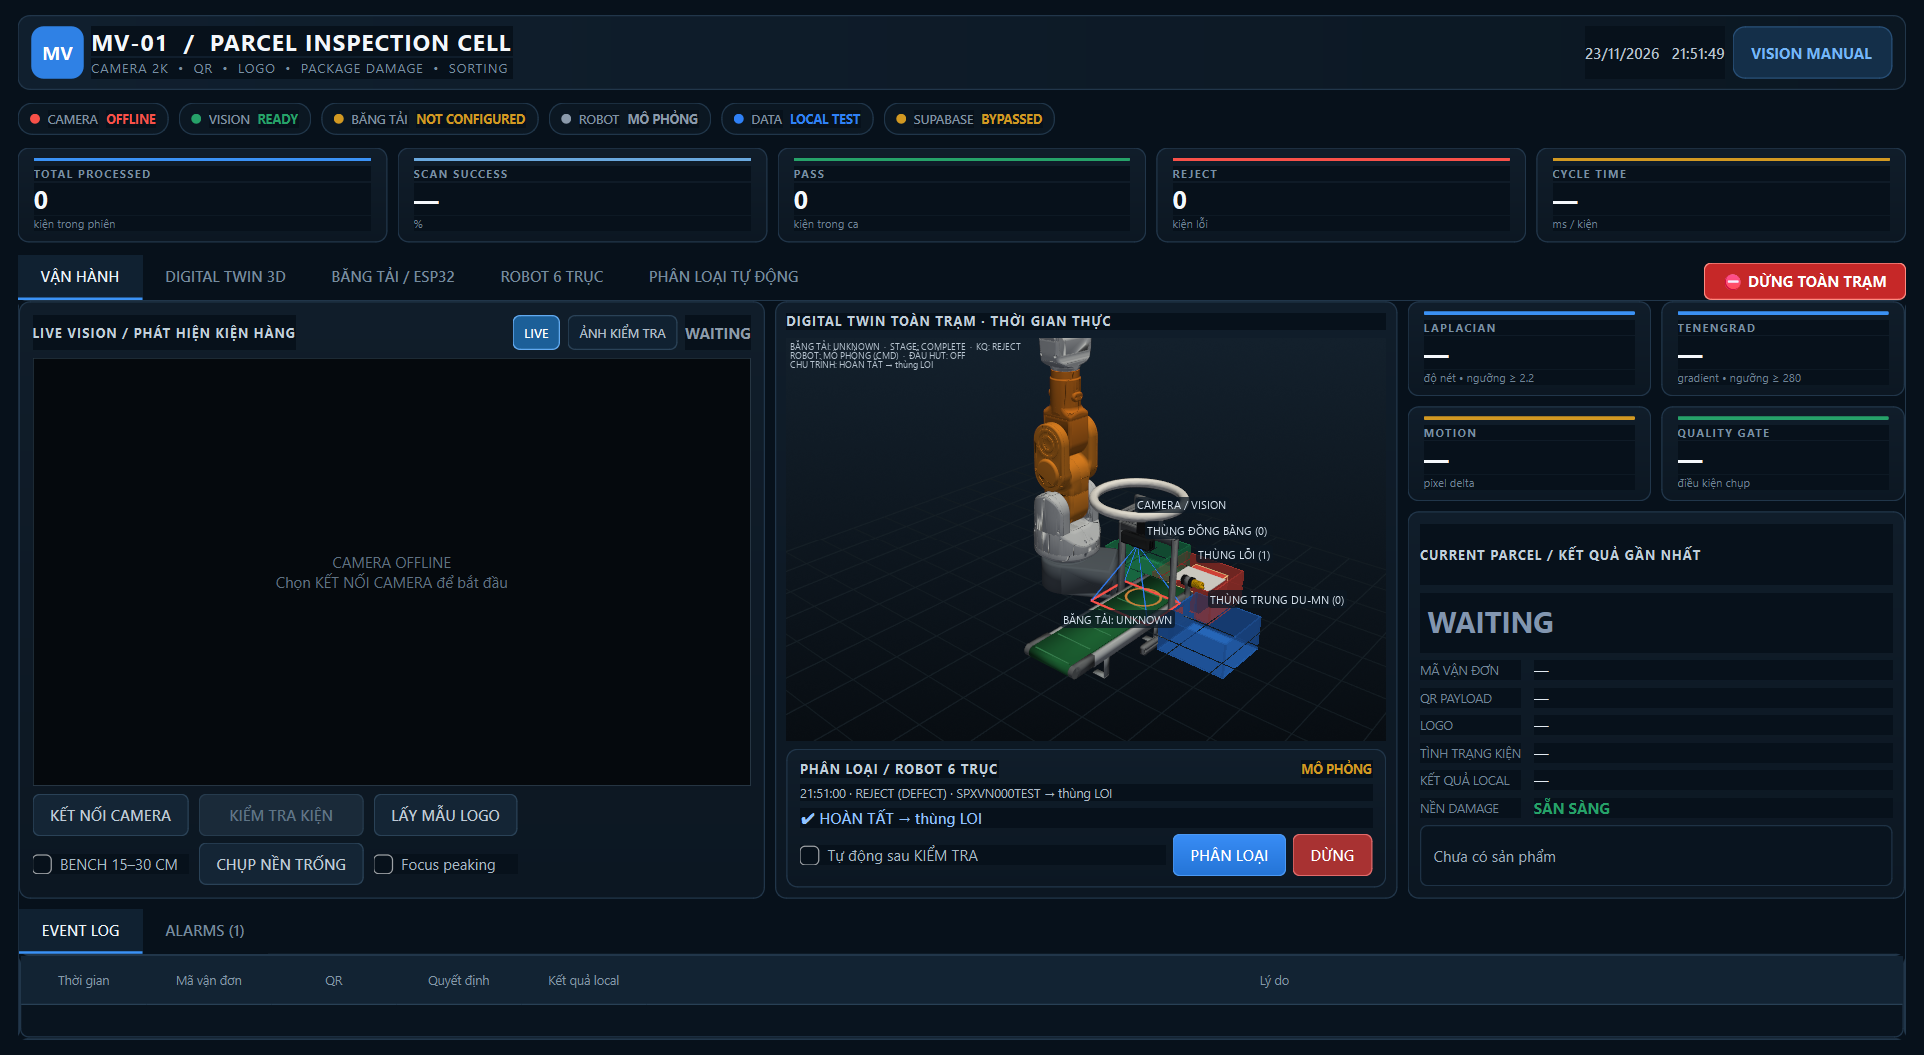 MV
MV-01 / PARCEL INSPECTION CELL
CAMERA 2K • QR • LOGO • PACKAGE DAMAGE • SORTING
23/11/2026 21:51:49
VISION MANUAL
CAMERA OFFLINE
VISION READY
BĂNG TẢI NOT CONFIGURED
ROBOT MÔ PHỎNG
DATA LOCAL TEST
SUPABASE BYPASSED
TOTAL PROCESSED
0
kiện trong phiên
SCAN SUCCESS
—
%
PASS
0
kiện trong ca
REJECT
0
kiện lỗi
CYCLE TIME
—
ms / kiện
VẬN HÀNH
DIGITAL TWIN 3D
BĂNG TẢI / ESP32
ROBOT 6 TRỤC
PHÂN LOẠI TỰ ĐỘNG
DỪNG TOÀN TRẠM
LIVE VISION / PHÁT HIỆN KIỆN HÀNG
LIVE
ẢNH KIỂM TRA
WAITING
CAMERA OFFLINE
Chọn KẾT NỐI CAMERA để bắt đầu
KẾT NỐI CAMERA
KIỂM TRA KIỆN
LẤY MẪU LOGO
BENCH 15–30 CM
CHỤP NỀN TRỐNG
Focus peaking
DIGITAL TWIN TOÀN TRẠM · THỜI GIAN THỰC
BĂNG TẢI: UNKNOWN · STAGE: COMPLETE · KQ: REJECT
ROBOT: MÔ PHỎNG (CMD) · ĐẦU HÚT: OFF
CHU TRÌNH: HOÀN TẤT → thùng LOI
CAMERA / VISION
THÙNG ĐỒNG BẰNG (0)
THÙNG LỖI (1)
THÙNG TRUNG DU-MN (0)
BĂNG TẢI: UNKNOWN
PHÂN LOẠI / ROBOT 6 TRỤC
MÔ PHỎNG
21:51:00 · REJECT (DEFECT) · SPXVN000TEST → thùng LOI
✔ HOÀN TẤT → thùng LOI
Tự động sau KIỂM TRA
PHÂN LOẠI
DỪNG
LAPLACIAN
—
độ nét • ngưỡng ≥ 2.2
TENENGRAD
—
gradient • ngưỡng ≥ 280
MOTION
—
pixel delta
QUALITY GATE
—
điều kiện chụp
CURRENT PARCEL / KẾT QUẢ GẦN NHẤT
WAITING
MÃ VẬN ĐƠN —
QR PAYLOAD —
LOGO —
TÌNH TRẠNG KIỆN —
KẾT QUẢ LOCAL —
NỀN DAMAGE SẴN SÀNG
Chưa có sản phẩm
EVENT LOG
ALARMS (1)
Thời gian Mã vận đơn QR Quyết định Kết quả local Lý do